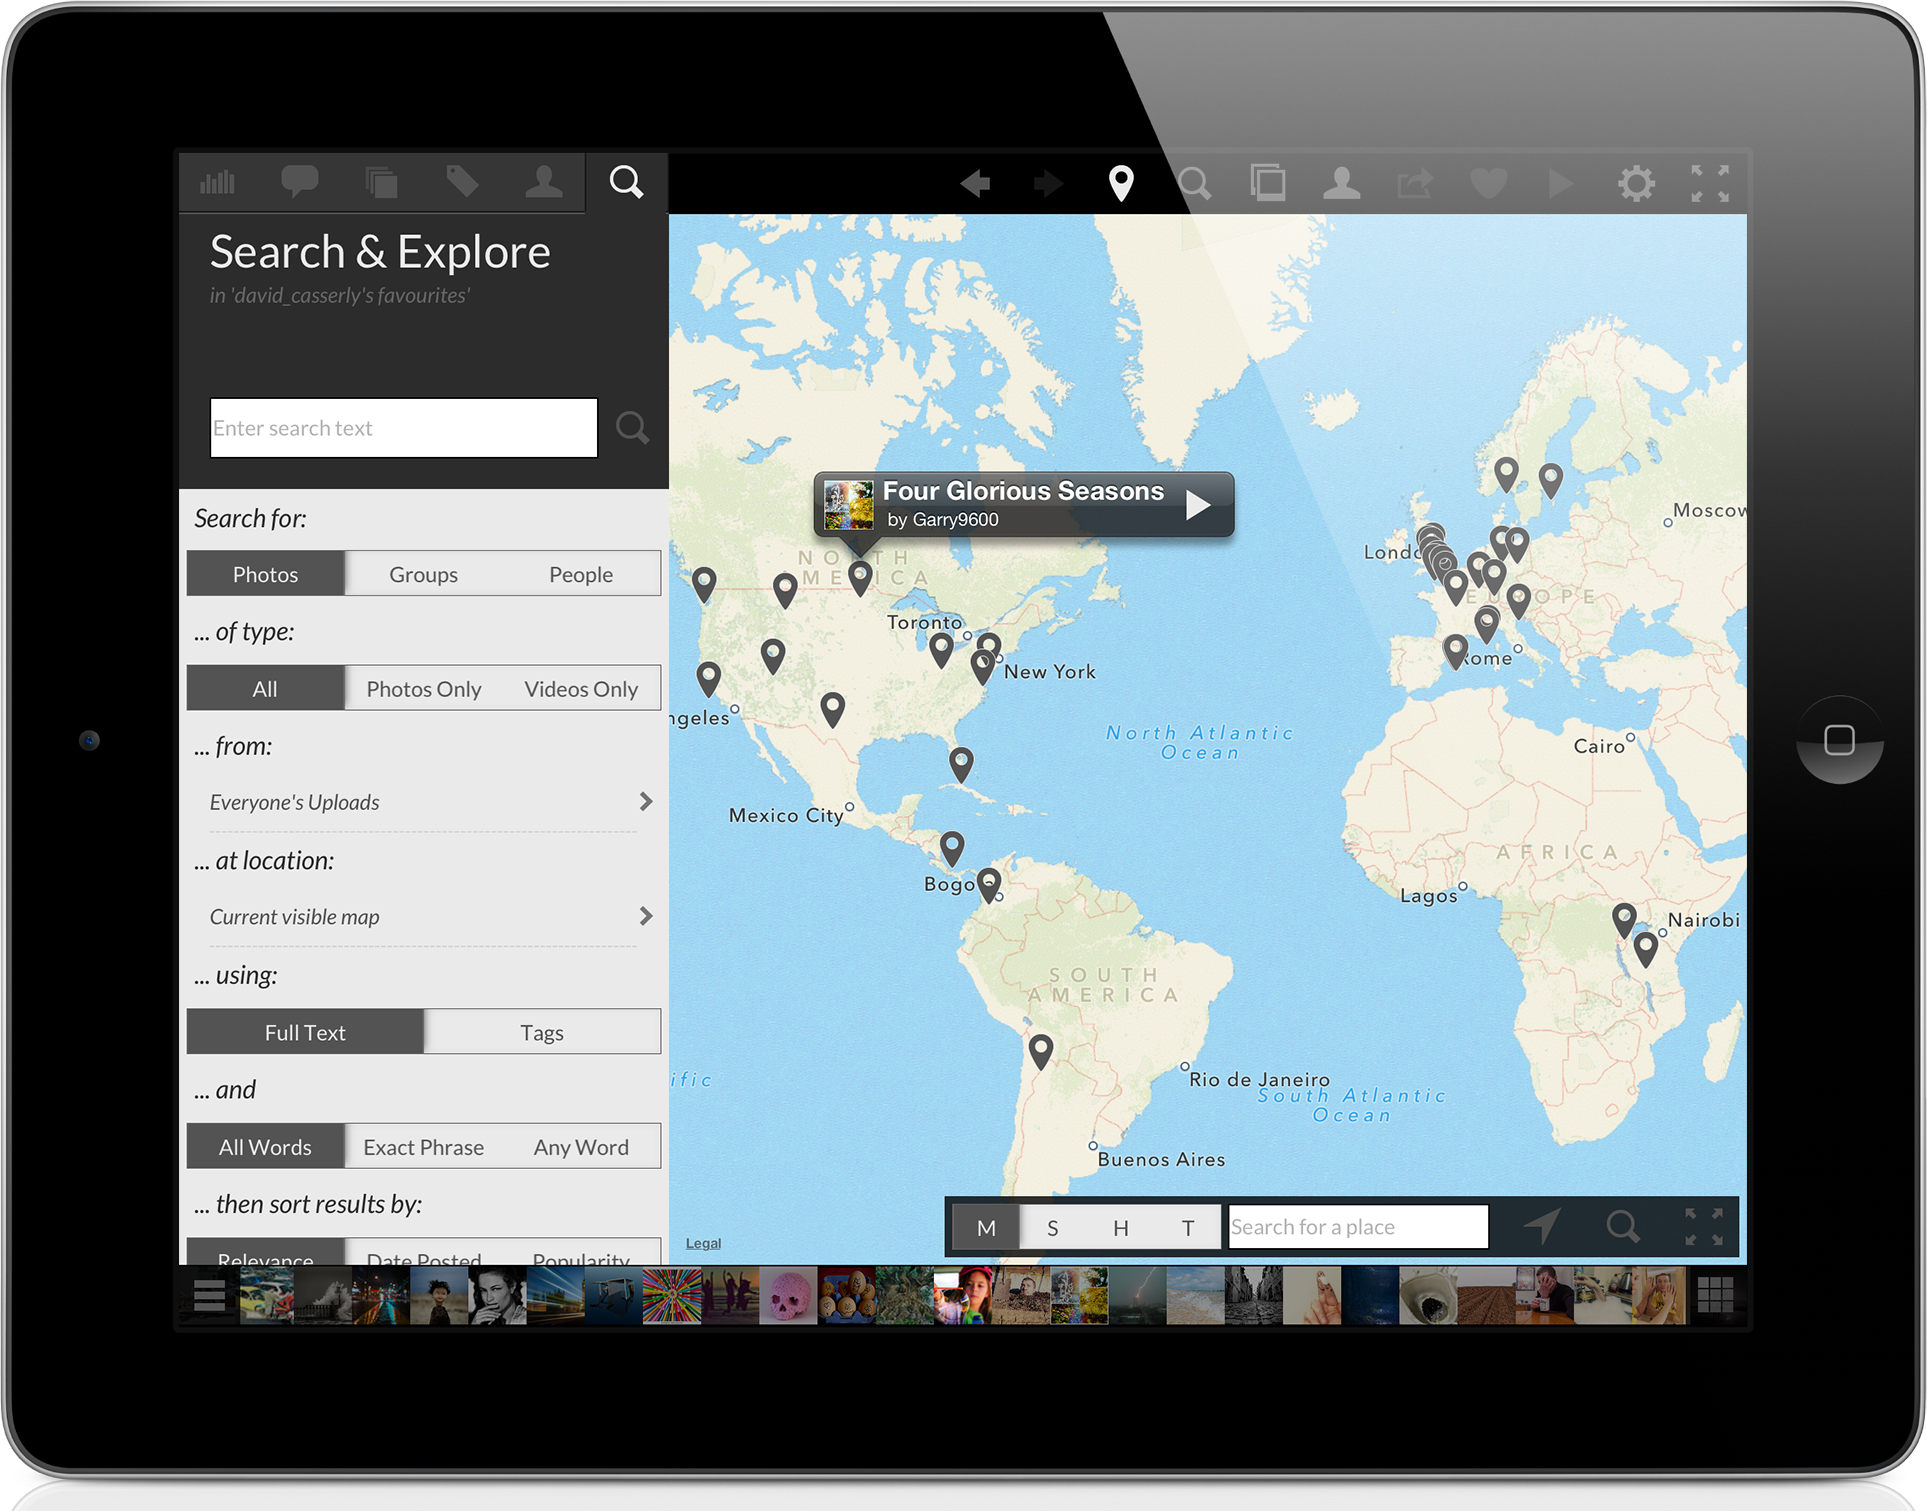 Search & Explore
in 'david_casserly's favourites'
Enter search text
Search for:
Photos
Groups
People
... of type:
All
Photos Only
Videos Only
... from:
Everyone's Uploads
... at location:
Current visible map
... using:
Full Text
Tags
... and
All Words
Exact Phrase
Any Word
... then sort results by:
Relevance
Date Posted
Popularity
Four Glorious Seasons
by Garry9600
NORTH
AMERICA
Toronto
New York
ngeles
Mexico City
Bogo
North Atlantic
Ocean
Moscow
Londo
EUROPE
Rome
Cairo
AFRICA
Lagos
Nairobi
SOUTH
AMERICA
ific
Rio de Janeiro
South Atlantic
Ocean
Buenos Aires
Legal
M
S
H
T
Search for a place